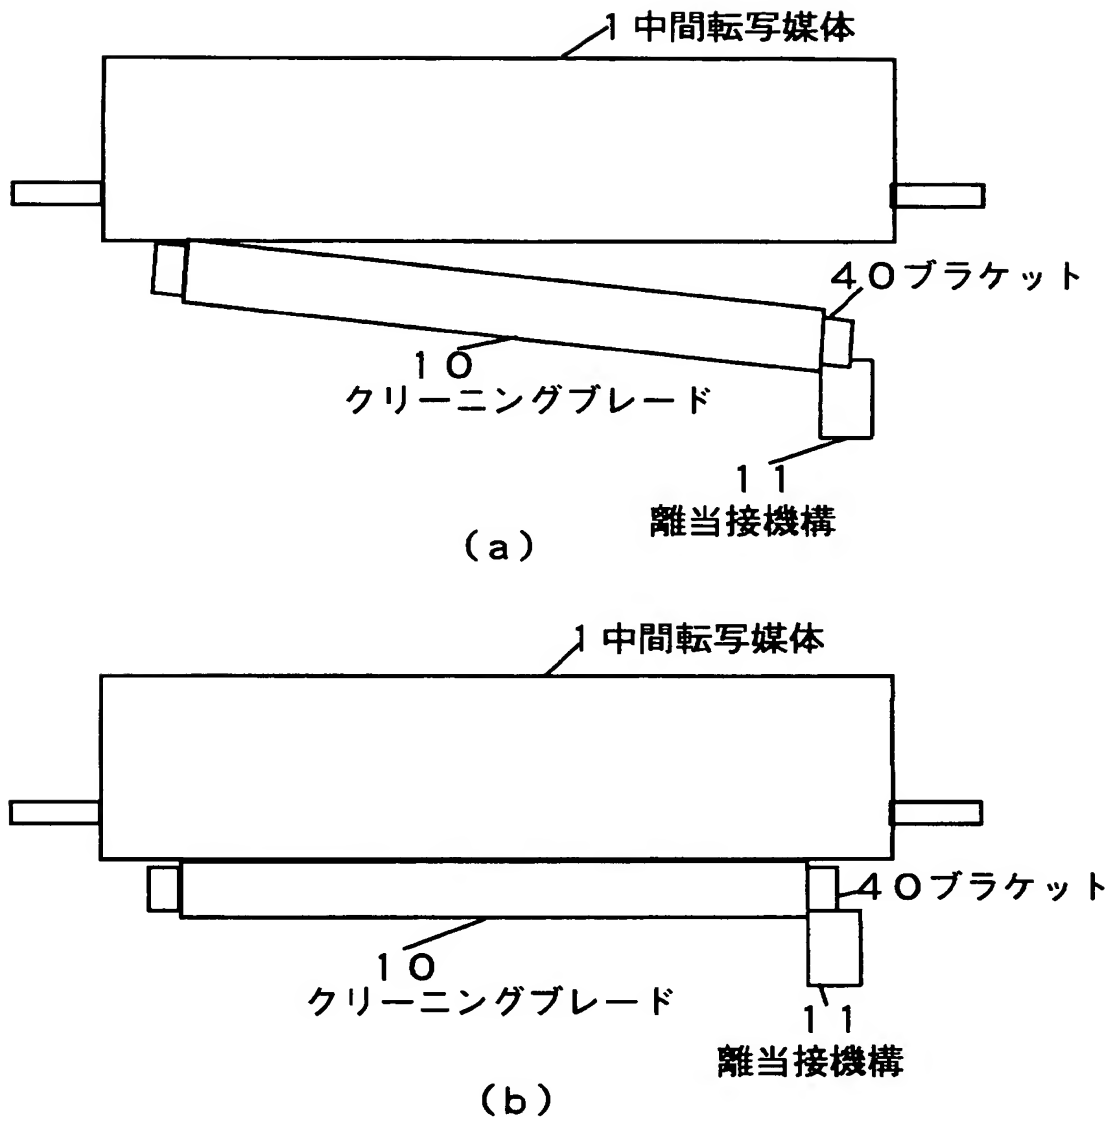 1 中間転写媒体
40ブラケット
10
クリーニングブレード
11
離当接機構
(a)
1 中間転写媒体
40ブラケット
10
クリーニングブレード
11
離当接機構
(b)